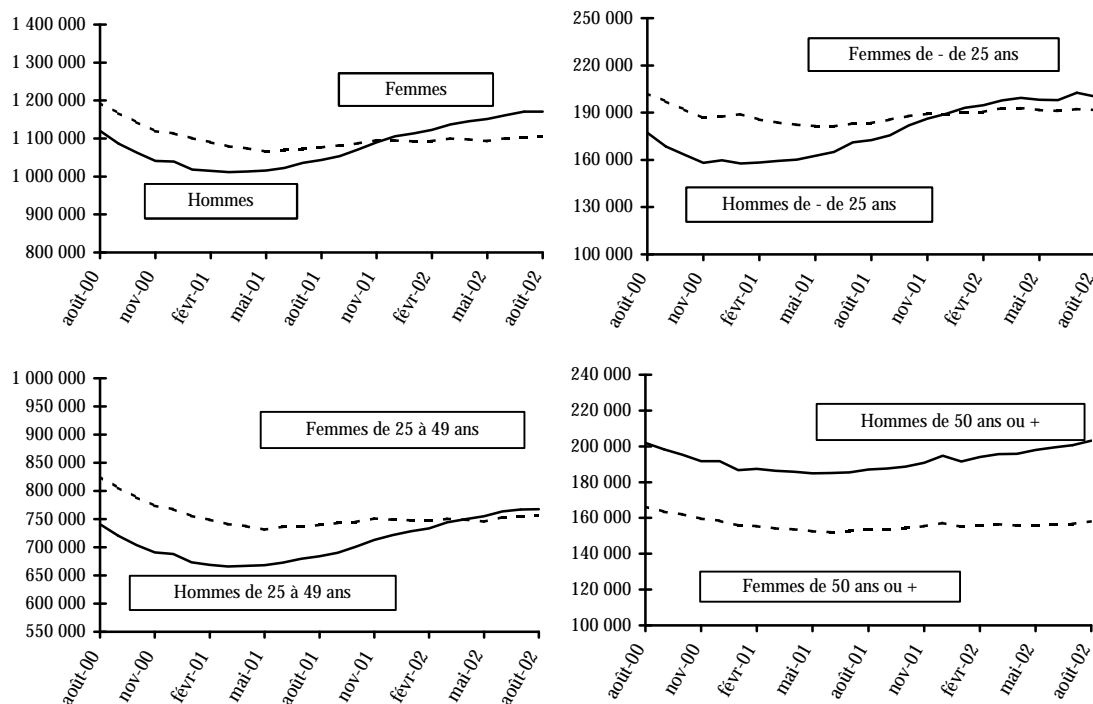 1 400 000
1 300 000
1 200 000
1 100 000
1 000 000
900 000
800 000
Femmes
Hommes
août-00
nov-00
févr-01
mai-01
août-01
nov-01
févr-02
mai-02
août-02
250 000
220 000
190 000
160 000
130 000
100 000
Femmes de - de 25 ans
Hommes de - de 25 ans
août-00
nov-00
févr-01
mai-01
août-01
nov-01
févr-02
mai-02
août-02
1 000 000
950 000
900 000
850 000
800 000
750 000
700 000
650 000
600 000
550 000
Femmes de 25 à 49 ans
Hommes de 25 à 49 ans
août-00
nov-00
févr-01
mai-01
août-01
nov-01
févr-02
mai-02
août-02
240 000
220 000
200 000
180 000
160 000
140 000
120 000
100 000
Hommes de 50 ans ou +
Femmes de 50 ans ou +
août-00
nov-00
févr-01
mai-01
août-01
nov-01
févr-02
mai-02
août-02